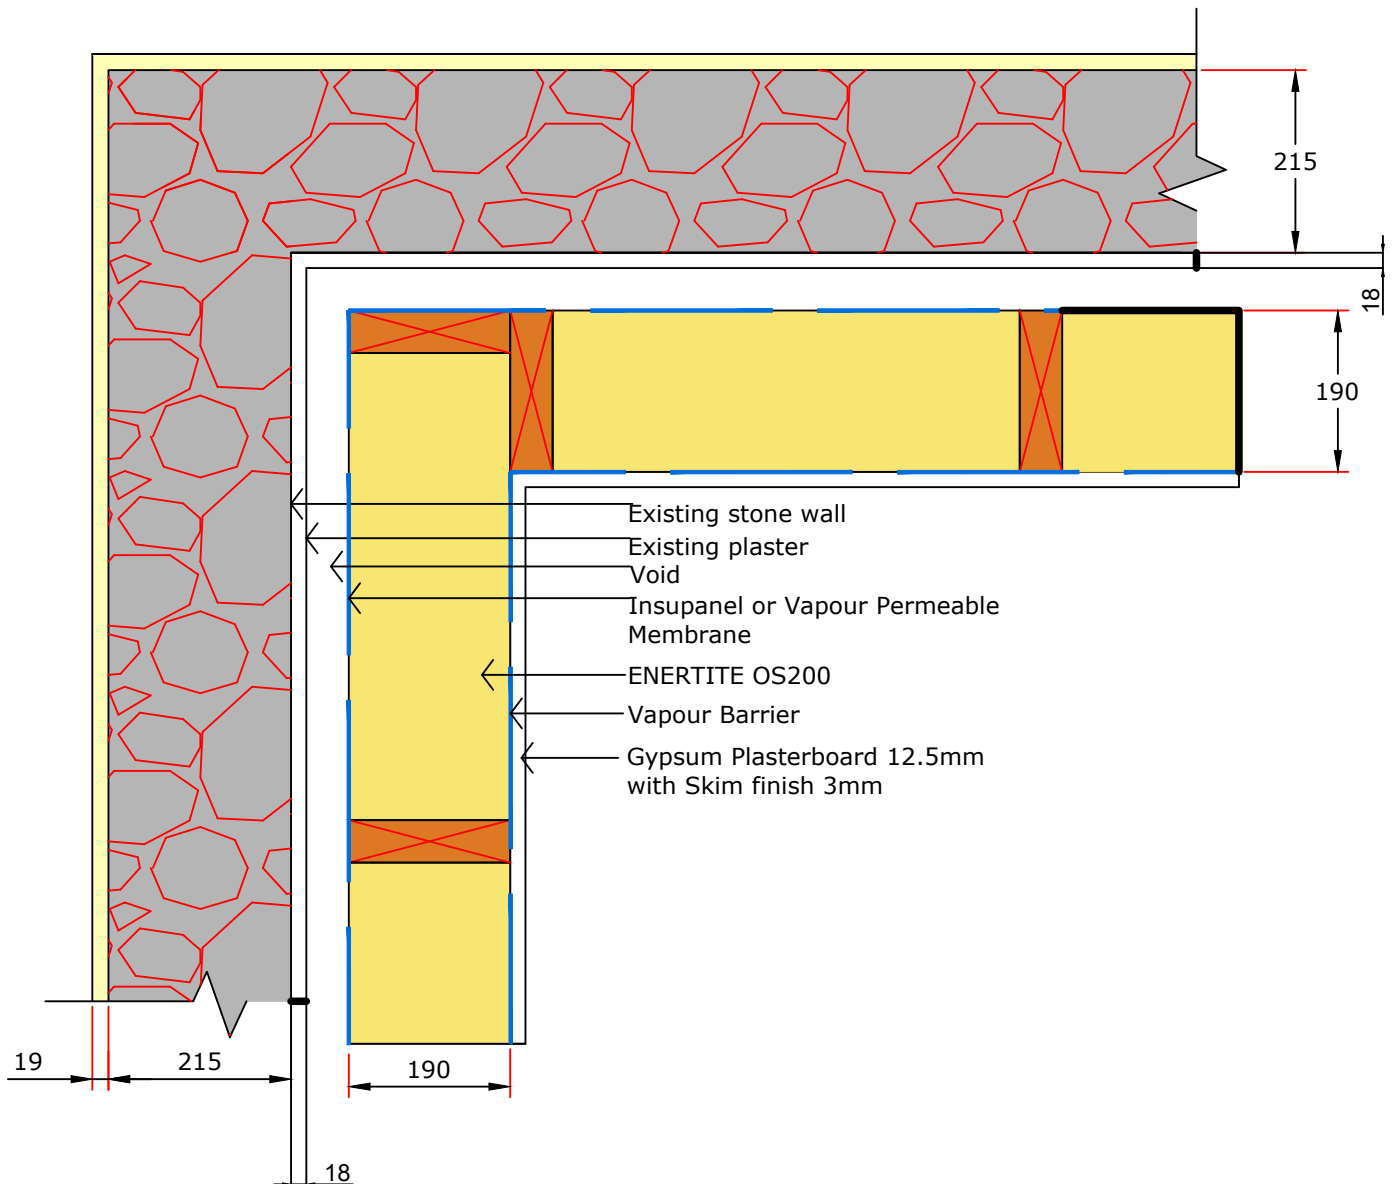 215
18
190
Existing stone wall
Existing plaster
Void
Insupanel or Vapour Permeable
Membrane
ENERTITE OS200
Vapour Barrier
Gypsum Plasterboard 12.5mm
with Skim finish 3mm
19
215
190
18